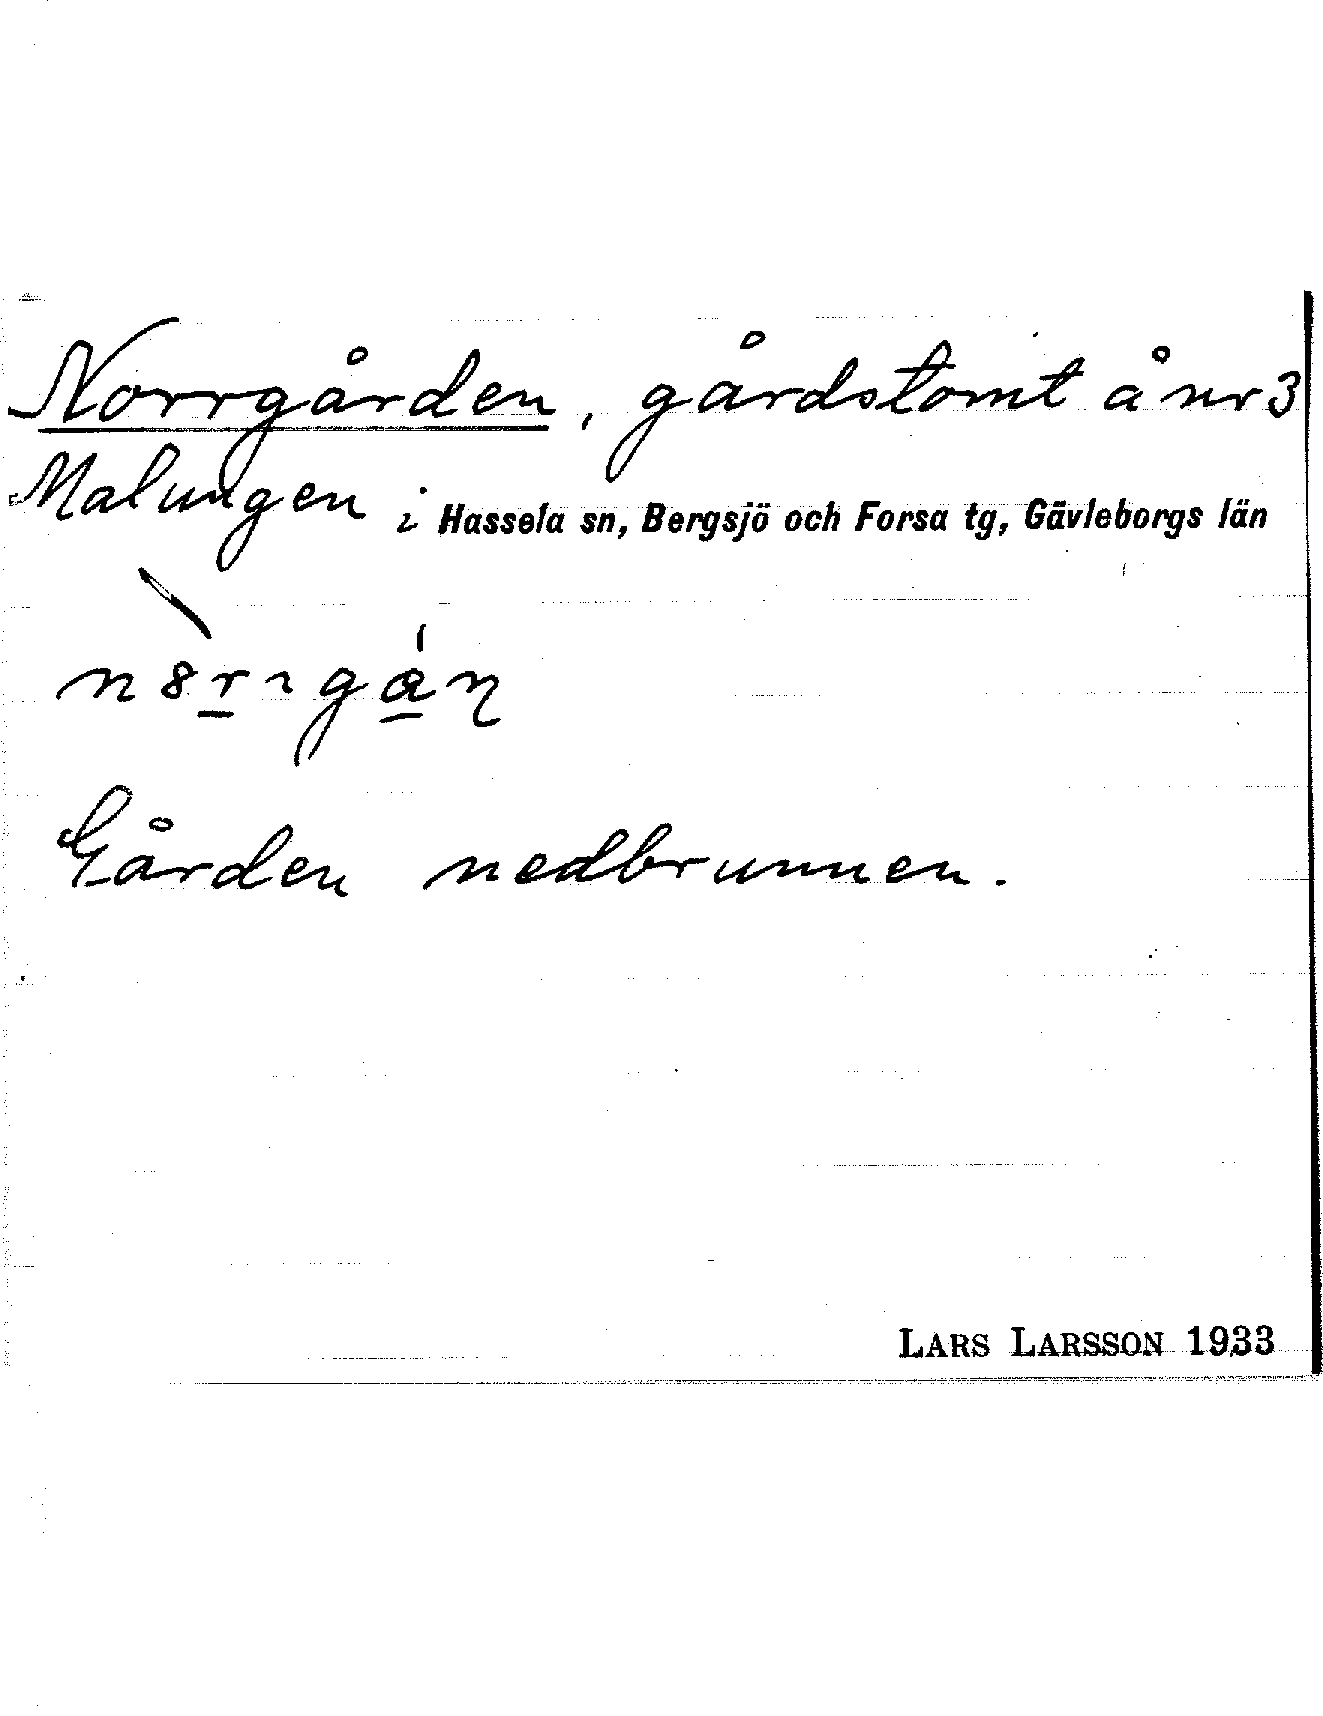 Norrgården, gårdstomt å nr 3
Malungen i Hassela sn, Bergsjö och Forsa tg, Gävleborgs län
Gården nedbrunnen.
LARS LARSSON 1933